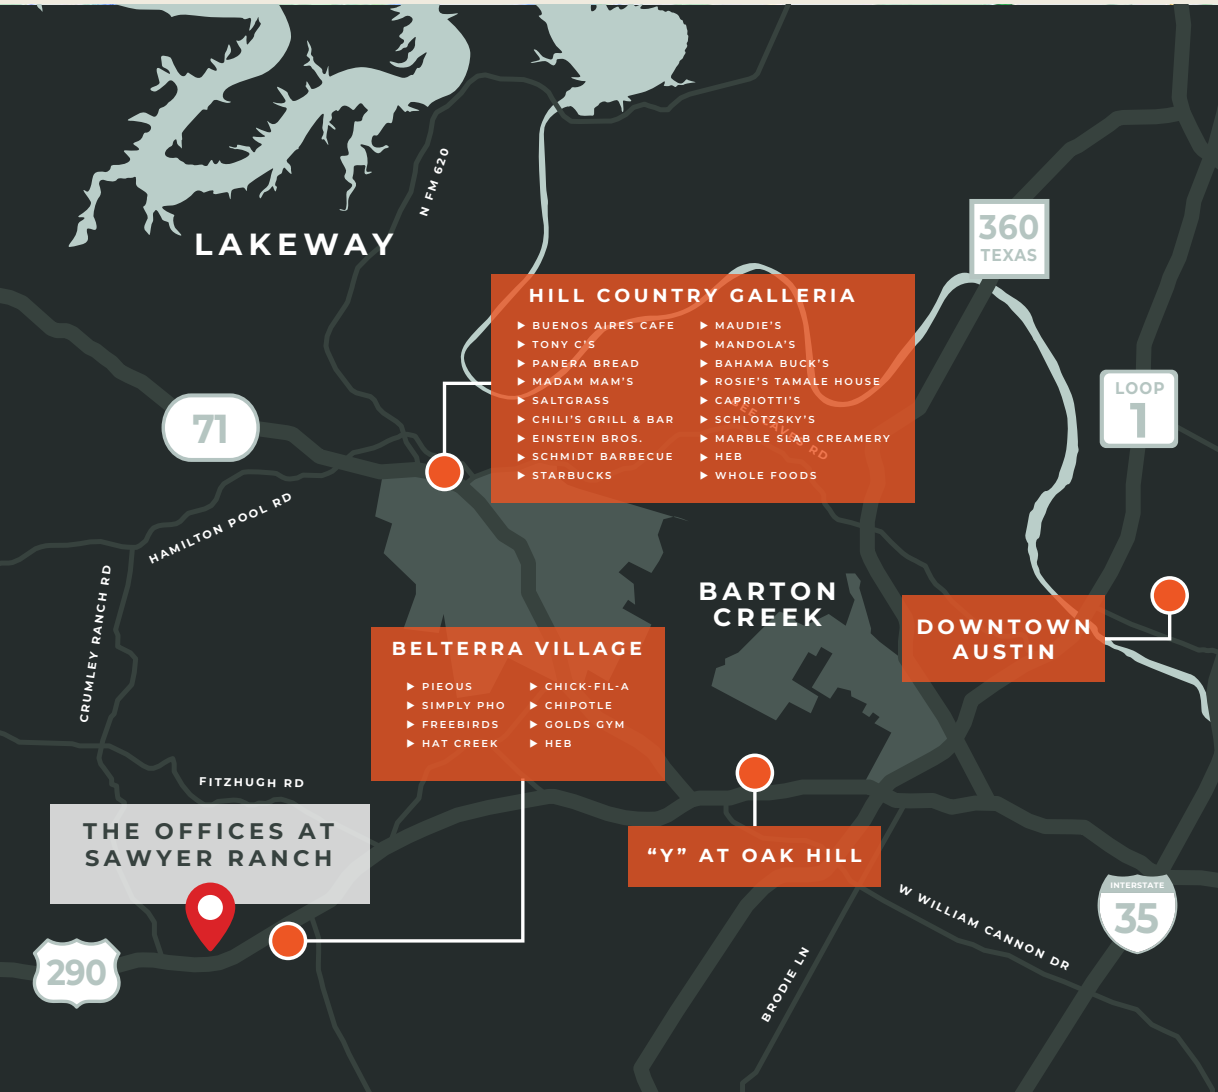 N FM 620
LAKEWAY
360
TEXAS
HILL COUNTRY GALLERIA
▶ BUENOS AIRES CAFE
▶ TONY C'S
▶ PANERA BREAD
▶ MADAM MAM'S
▶ SALTGRASS
▶ CHILI'S GRILL & BAR
▶ EINSTEIN BROS.
▶ SCHMIDT BARBECUE
▶ STARBUCKS
▶ MAUDIE'S
▶ MANDOLA'S
▶ BAHAMA BUCK'S
▶ ROSIE'S TAMALE HOUSE
▶ CAPRIOTTI'S
▶ SCHLOTZSKY'S
▶ MARBLE SLAB CREAMERY
▶ HEB
▶ WHOLE FOODS
BEE CAVES RD
LOOP
1
71
HAMILTON POOL RD
CRUMLEY RANCH RD
BARTON
CREEK
DOWNTOWN
AUSTIN
BELTERRA VILLAGE
▶ PIEOUS
▶ SIMPLY PHO
▶ FREEBIRDS
▶ HAT CREEK
▶ CHICK-FIL-A
▶ CHIPOTLE
▶ GOLDS GYM
▶ HEB
FITZHUGH RD
THE OFFICES AT
SAWYER RANCH
“Y” AT OAK HILL
W WILLIAM CANNON DR
INTERSTATE
35
290
BRODIE LN